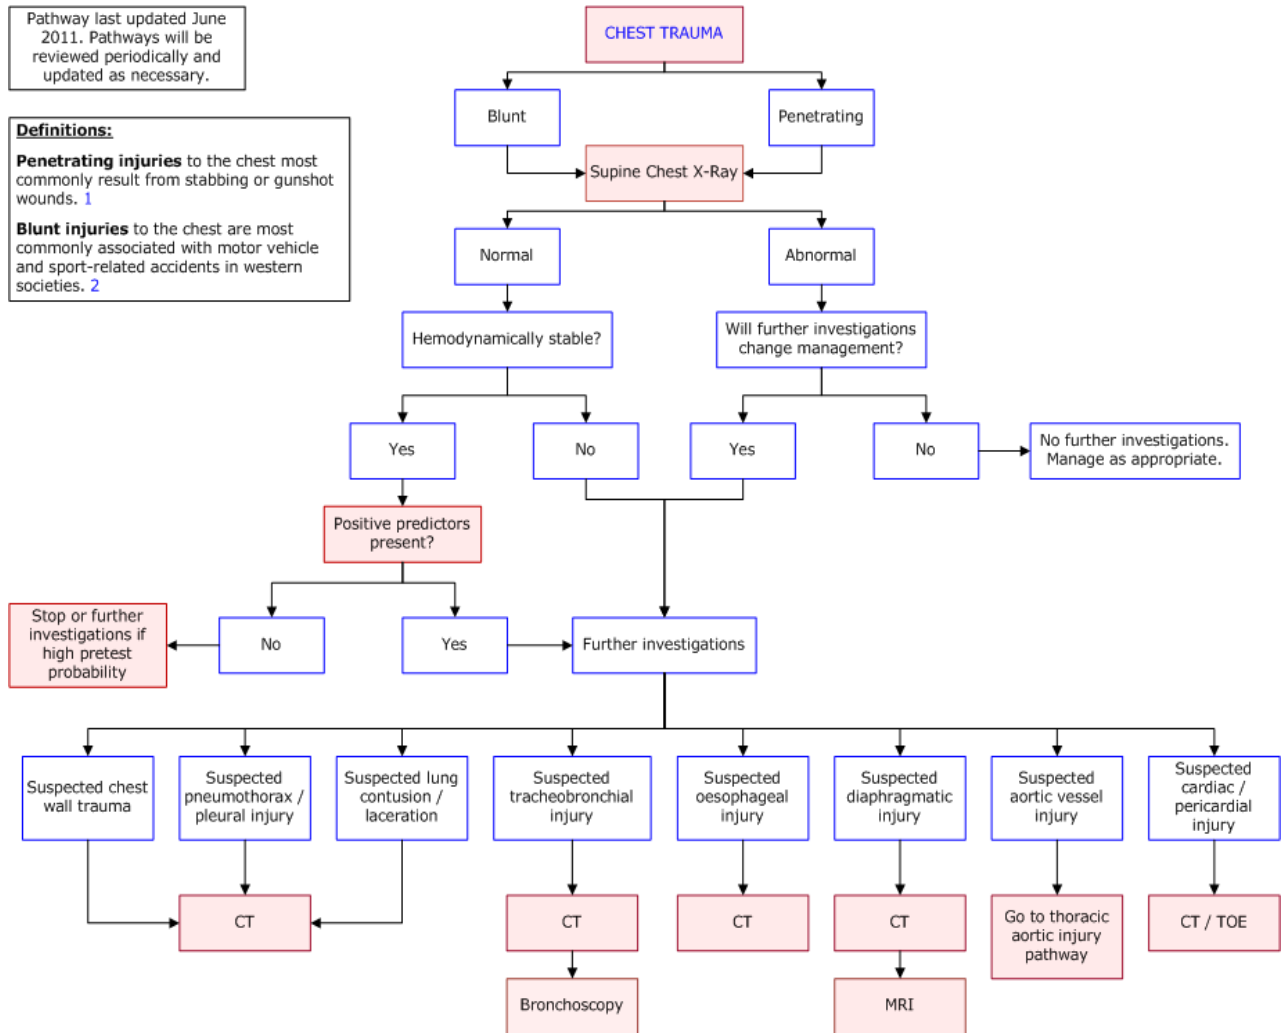 Pathway last updated June
2011. Pathways will be
reviewed periodically and
updated as necessary.
CHEST TRAUMA
Blunt
Penetrating
Definitions:
Penetrating injuries to the chest most
commonly result from stabbing or gunshot
wounds. 1
Blunt injuries to the chest are most
commonly associated with motor vehicle
and sport-related accidents in western
societies. 2
Supine Chest X-Ray
Normal
Abnormal
Hemodynamically stable?
Will further investigations
change management?
Yes
No
Yes
No
No further investigations.
Manage as appropriate.
Positive predictors
present?
Stop or further
investigations if
high pretest
probability
No
Yes
Further investigations
Suspected chest
wall trauma
Suspected
pneumothorax /
pleural injury
Suspected lung
contusion /
laceration
Suspected
tracheobronchial
injury
Suspected
oesophageal
injury
Suspected
diaphragmatic
injury
Suspected
aortic vessel
injury
Suspected
cardiac /
pericardial
injury
CT
CT
CT
CT
Go to thoracic
aortic injury
pathway
CT / TOE
Bronchoscopy
MRI